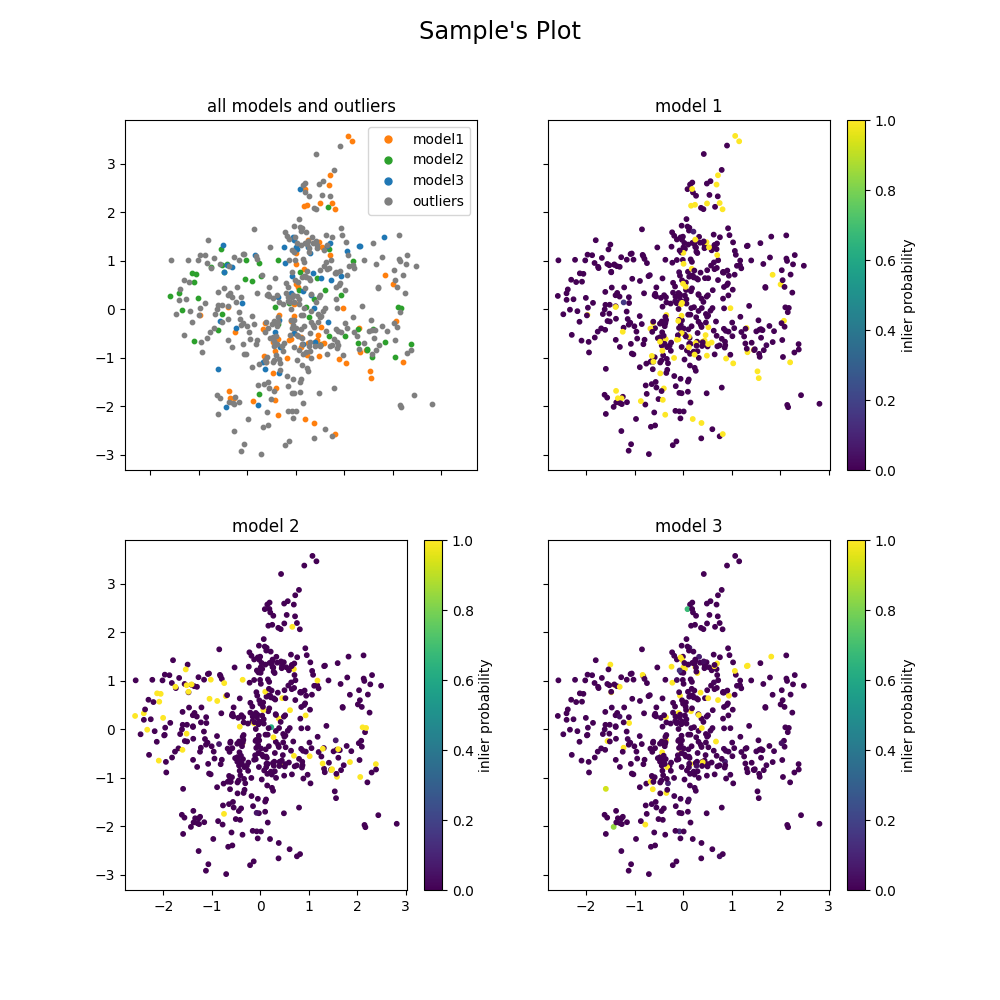 Sample's Plot
all models and outliers
model1
model2
model3
outliers
3
2
1
0
−1
−2
−3
model 1
1.0
0.8
0.6
0.4
0.2
0.0
inlier probability
model 2
3
2
1
0
−1
−2
−3
−2 −1 0 1 2 3
1.0
0.8
0.6
0.4
0.2
0.0
inlier probability
model 3
−2 −1 0 1 2 3
1.0
0.8
0.6
0.4
0.2
0.0
inlier probability